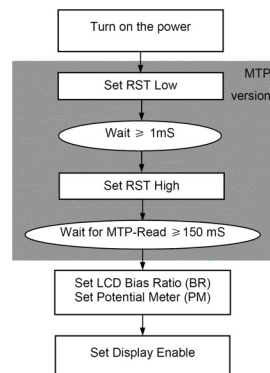 Turn on the power
MTP
version
Set RST Low
Wait ≥ 1mS
Set RST High
Wait for MTP-Read ≥150 mS
Set LCD Bias Ratio (BR)
Set Potential Meter (PM)
Set Display Enable